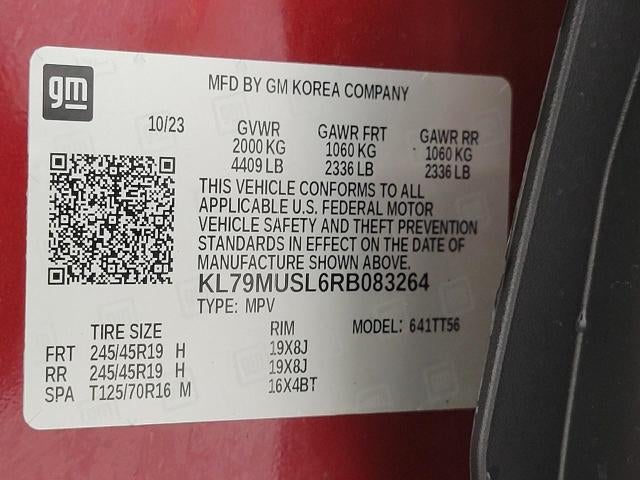 gm
MFD BY GM KOREA COMPANY
10/23 GVWR GAWR FRT GAWR RR
2000 KG 1060 KG 1060 KG
4409 LB 2336 LB 2336 LB
THIS VEHICLE CONFORMS TO ALL
APPLICABLE U.S. FEDERAL MOTOR
VEHICLE SAFETY AND THEFT PREVENTION
STANDARDS IN EFFECT ON THE DATE OF
MANUFACTURE SHOWN ABOVE.
KL79MUSL6RB083264
TYPE: MPV
TIRE SIZE RIM MODEL: 641TT56
FRT 245/45R19 H 19X8J
RR 245/45R19 H 19X8J
SPA T125/70R16 M 16X4BT